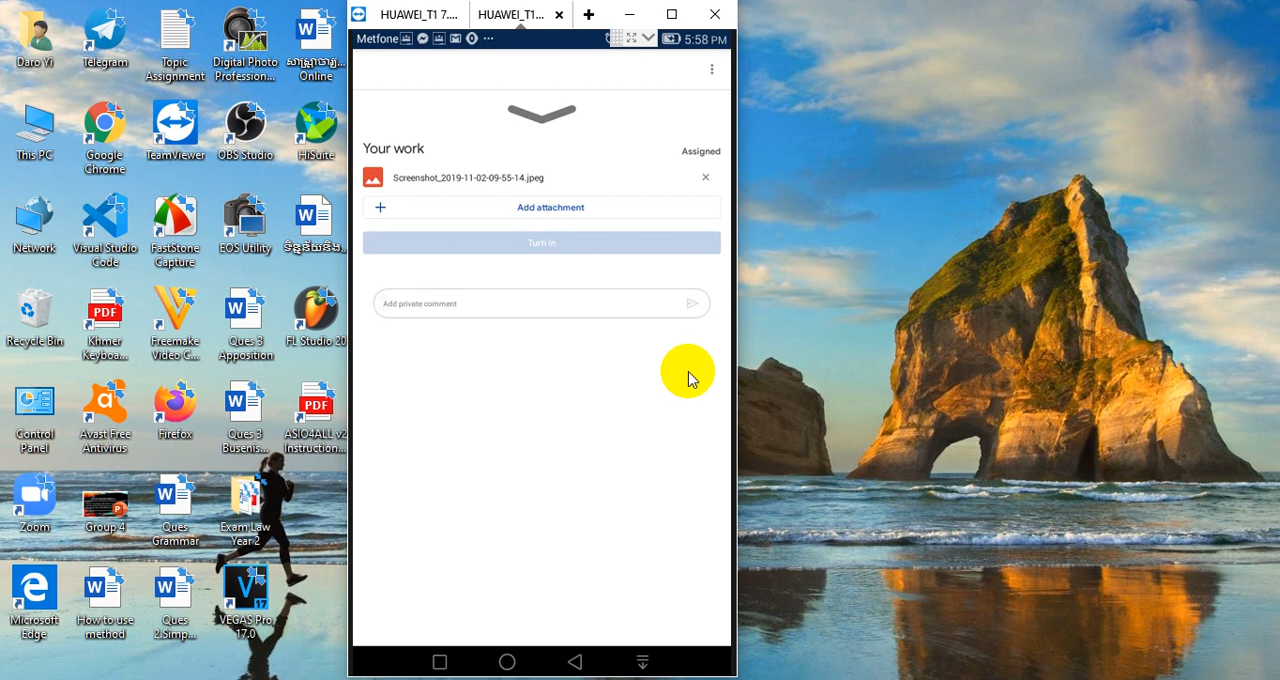 Daro Yi
Telegram
Topic
Assignment
Digital Photo
Profession...
Online
This PC
Google
Chrome
TeamViewer
OBS Studio
HiSuite
Network
Visual Studio
Code
FastStone
Capture
EOS Utility
Recycle Bin
PDF
Khmer
Keyboa...
Freemake
Video C...
Ques 3
Apposition
FL Studio 20
Control
Panel
Avast Free
Antivirus
Firefox
Ques 3
Busenis...
PDF
ASIO4ALL v2
Instruction...
Zoom
Group 4
Ques
Grammar
Exam Law
Year 2
Microsoft
Edge
How to use
method
Ques
2.Simp...
VEGAS Pro
17.0
HUAWEI_T1 7....
HUAWEI_T1...
Metfone
5:58 PM
Your work
Assigned
Screenshot_2019-11-02-09-55-14.jpeg
Add attachment
Turn in
Add private comment